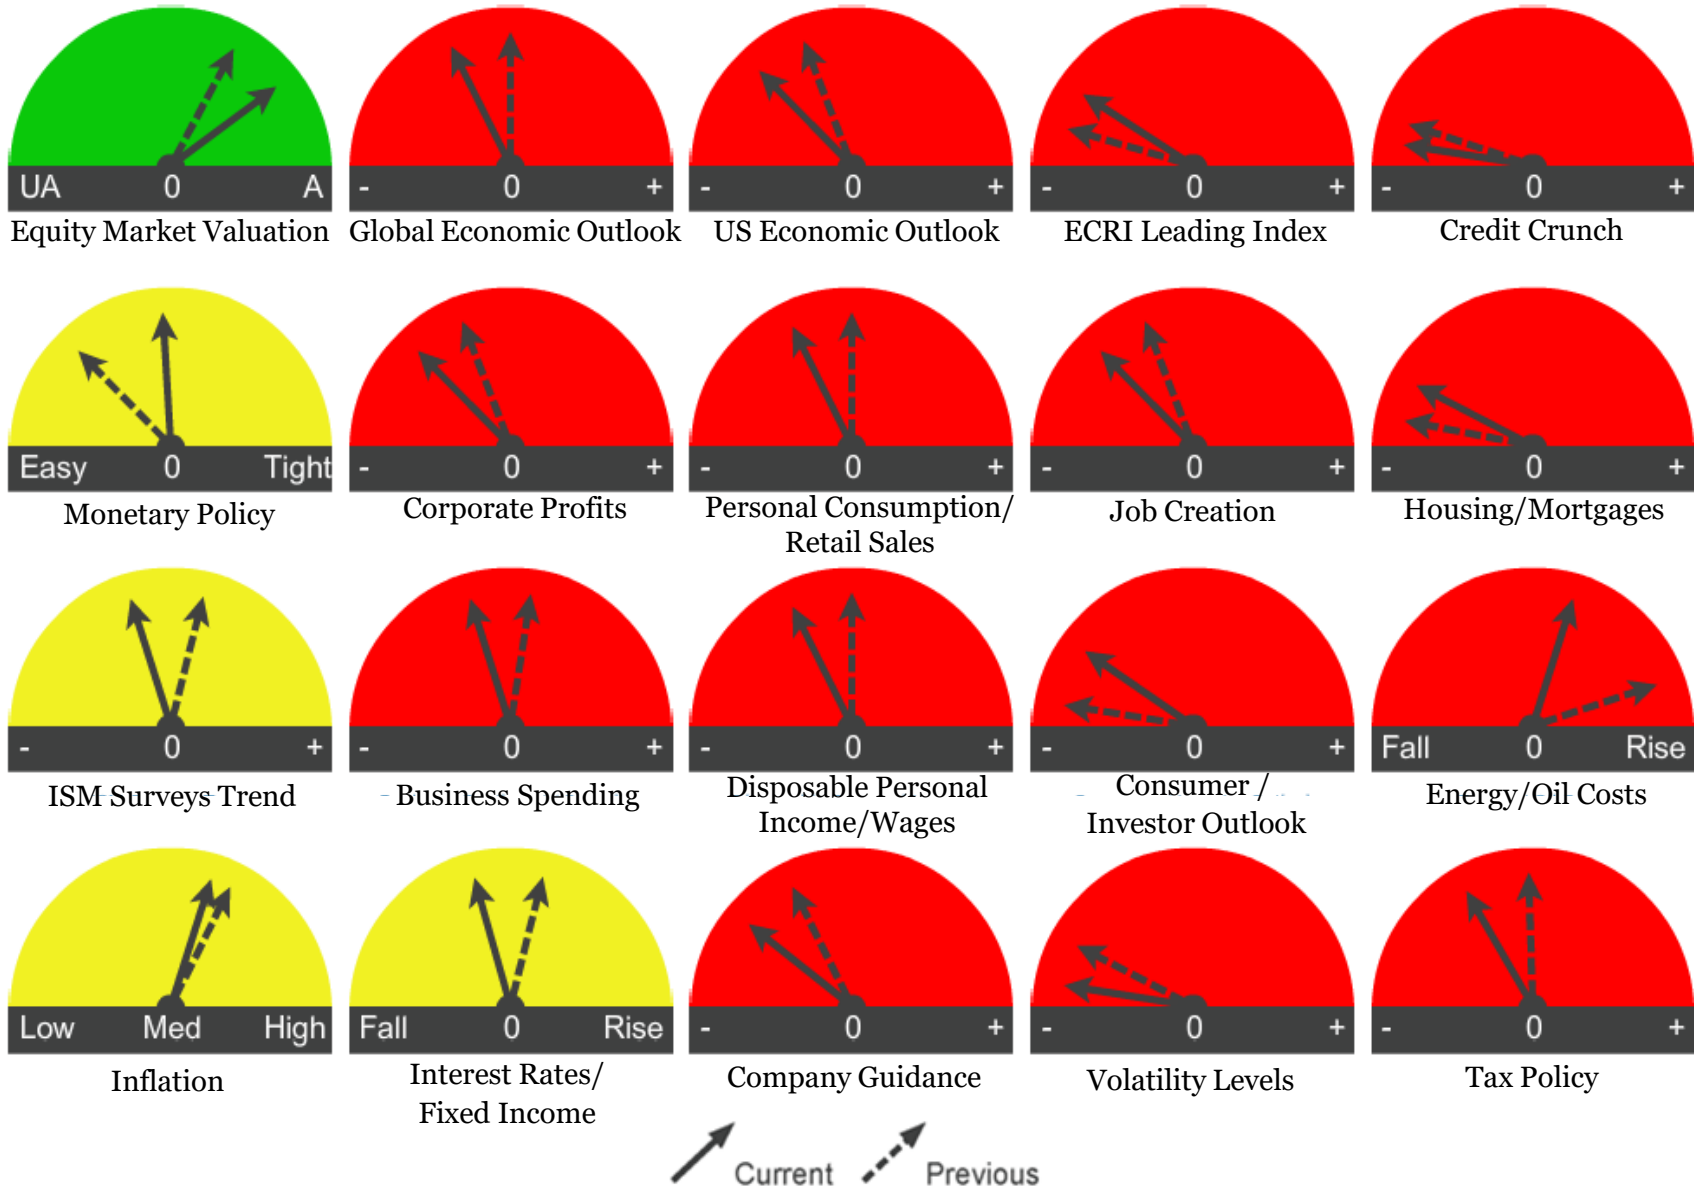 UA 0 A
- 0 +
- 0 +
- 0 +
- 0 +
Equity Market Valuation
Global Economic Outlook
US Economic Outlook
ECRI Leading Index
Credit Crunch
Easy 0 Tight
- 0 +
- 0 +
- 0 +
- 0 +
Monetary Policy
Corporate Profits
Personal Consumption/
Retail Sales
Job Creation
Housing/Mortgages
- 0 +
- 0 +
- 0 +
- 0 +
Fall 0 Rise
ISM Surveys Trend
Business Spending
Disposable Personal
Income/Wages
Consumer /
Investor Outlook
Energy/Oil Costs
Low Med High
Fall 0 Rise
- 0 +
- 0 +
- 0 +
Inflation
Interest Rates/
Fixed Income
Company Guidance
Volatility Levels
Tax Policy
Current Previous